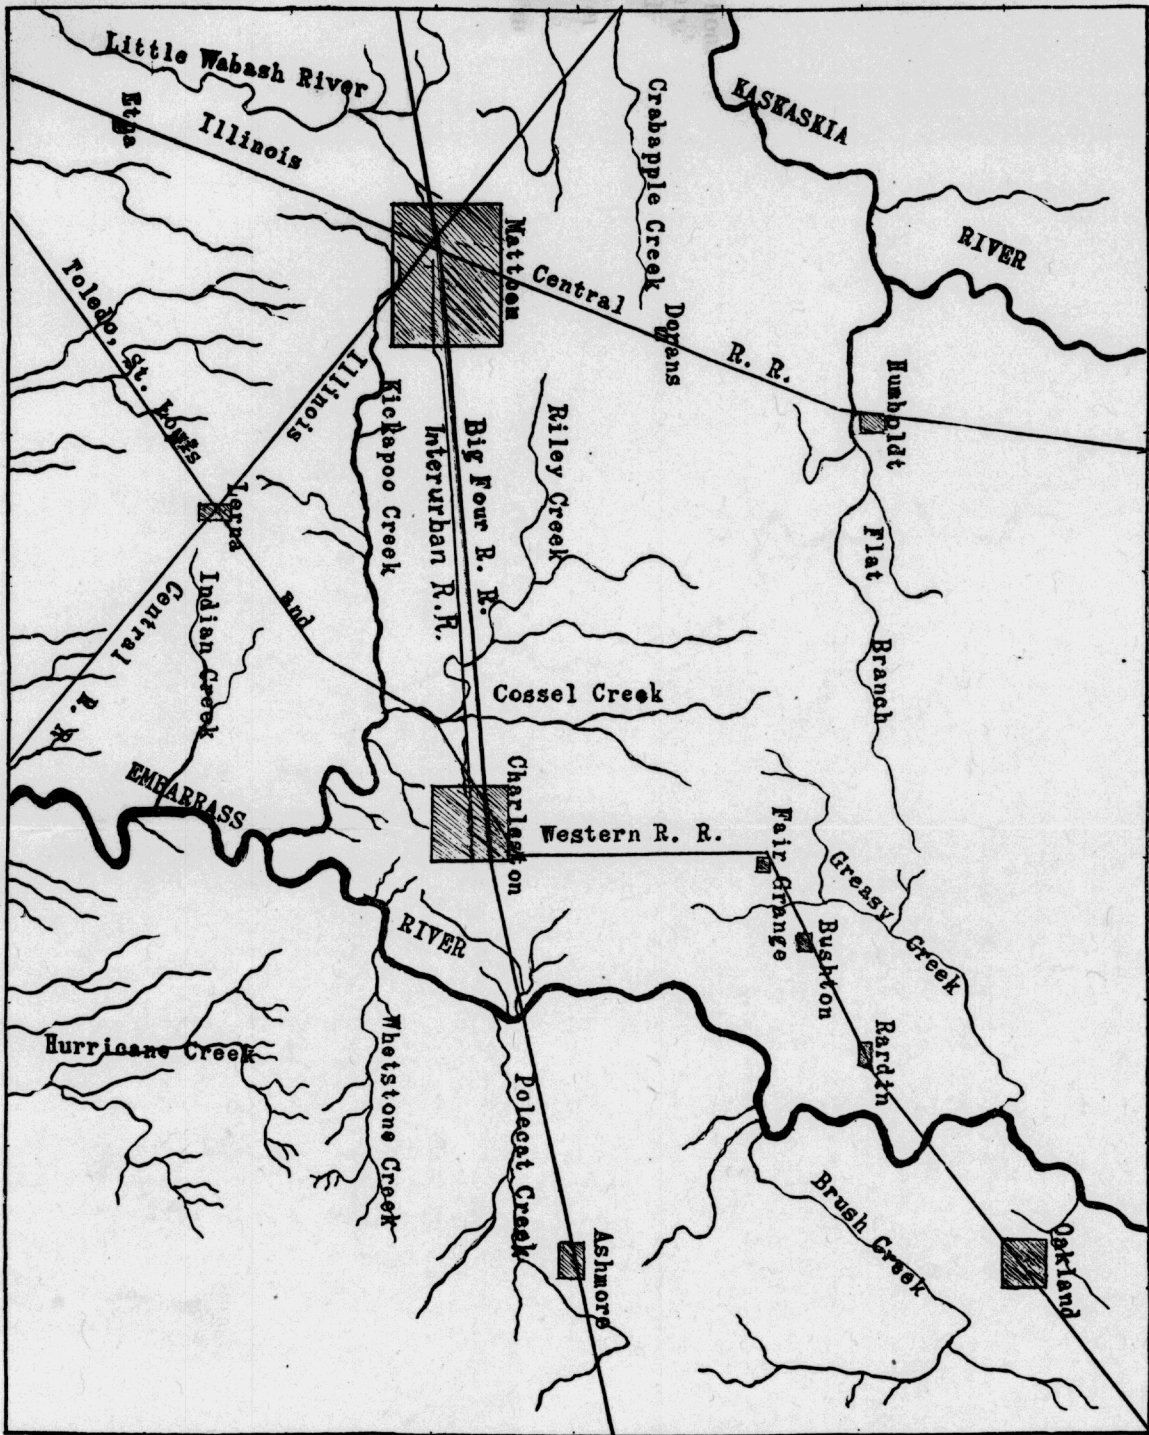 Little Wabash River
Etna
Illinois
Crabapple Creek
KASKASKIA
RIVER
Mattoon
Central
Dorans
R. R.
Humboldt
Toledo, St. Louis
Illinois
Kickapoo Creek
Interurban R.R.
Big Four R. R.
Riley Creek
Lerna
Flat
Branch
and
Indian Creek
Central
R. R.
Cossel Creek
EMBARRASS
RIVER
Charleston
Western R. R.
Fair Grange
Greasy
Creek
Bushton
Rardin
Hurricane Creek
Whetstone Creek
Polecat Creek
Brush Creek
Ashmore
Oakland